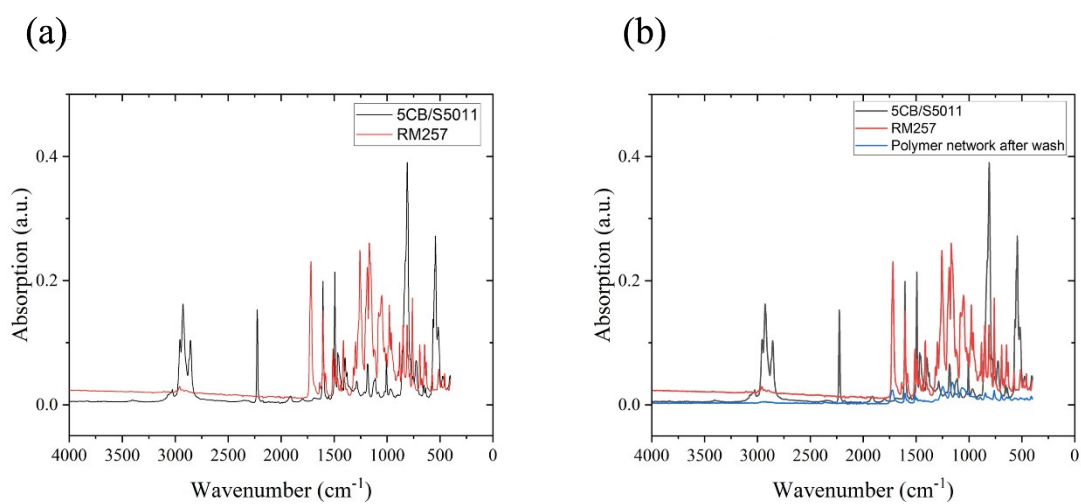 (a)
5CB/S5011
RM257
0.4
0.2
0.0
4000 3500 3000 2500 2000 1500 1000 500 0
Absorption (a.u.)
Wavenumber (cm⁻¹)
(b)
5CB/S5011
RM257
Polymer network after wash
0.4
0.2
0.0
4000 3500 3000 2500 2000 1500 1000 500 0
Absorption (a.u.)
Wavenumber (cm⁻¹)